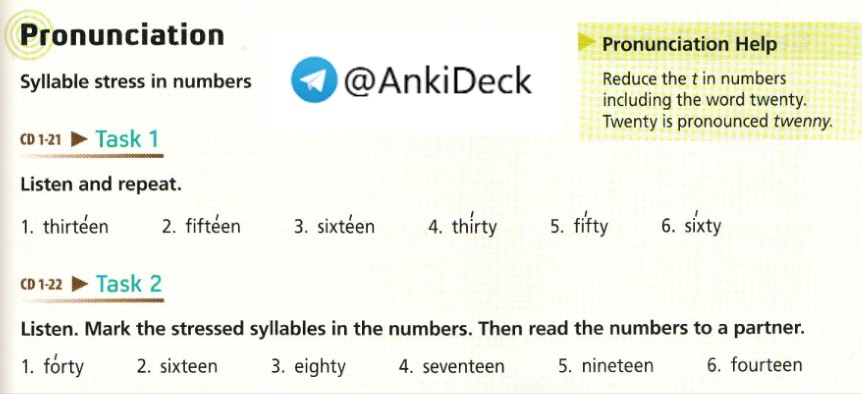 Pronunciation
Syllable stress in numbers
@AnkiDeck
Pronunciation Help
Reduce the t in numbers
including the word twenty.
Twenty is pronounced twenny.
CD 1-21 ▶ Task 1
Listen and repeat.
1. thirtéen 2. fiftéen 3. sixtéen 4. thírty 5. fífty 6. síxty
CD 1-22 ▶ Task 2
Listen. Mark the stressed syllables in the numbers. Then read the numbers to a partner.
1. fórty 2. sixteen 3. eighty 4. seventeen 5. nineteen 6. fourteen